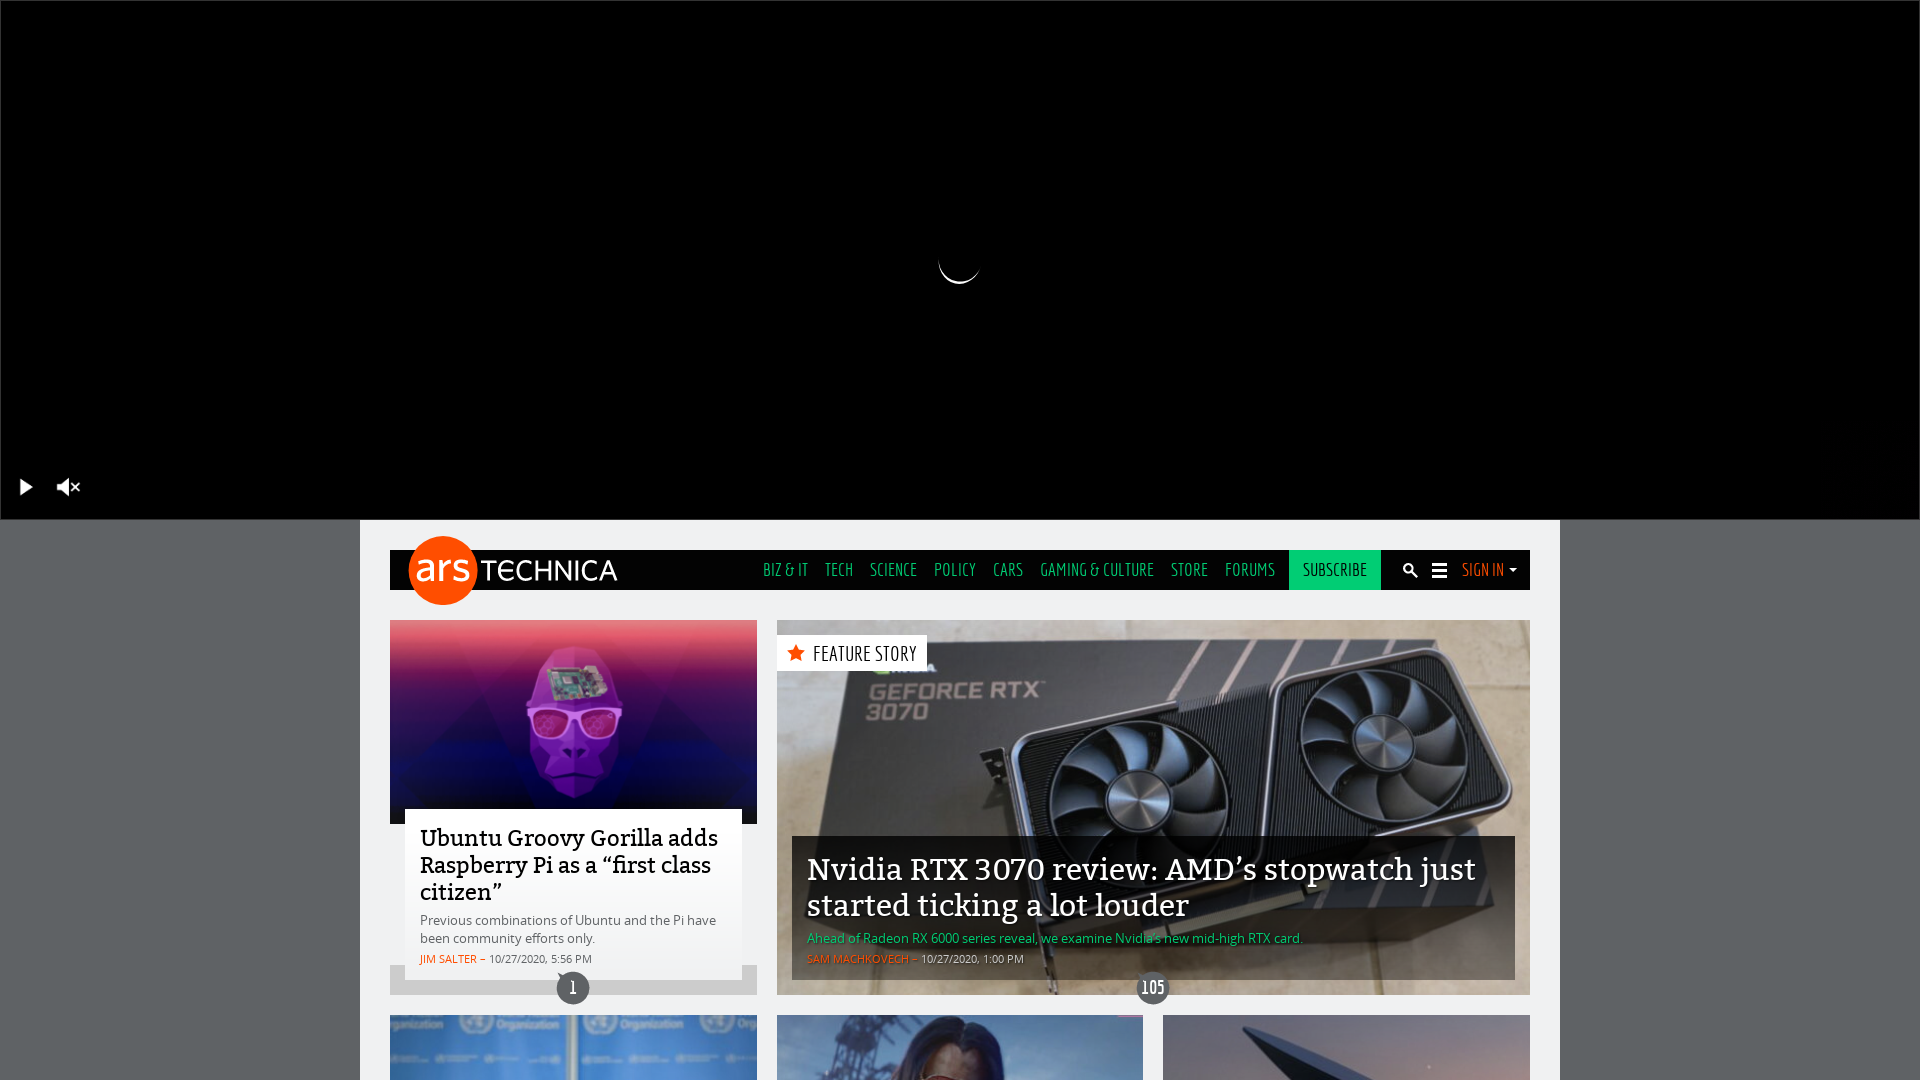 ars TECHNICA
BIZ & IT TECH SCIENCE POLICY CARS GAMING & CULTURE STORE FORUMS SUBSCRIBE SIGN IN
FEATURE STORY
GEFORCE RTX™
3070
Ubuntu Groovy Gorilla adds
Raspberry Pi as a “first class
citizen”
Previous combinations of Ubuntu and the Pi have
been community efforts only.
JIM SALTER – 10/27/2020, 5:56 PM
1
Nvidia RTX 3070 review: AMD’s stopwatch just
started ticking a lot louder
Ahead of Radeon RX 6000 series reveal, we examine Nvidia’s new mid-high RTX card.
SAM MACHKOVECH – 10/27/2020, 1:00 PM
105
Organization
Organization